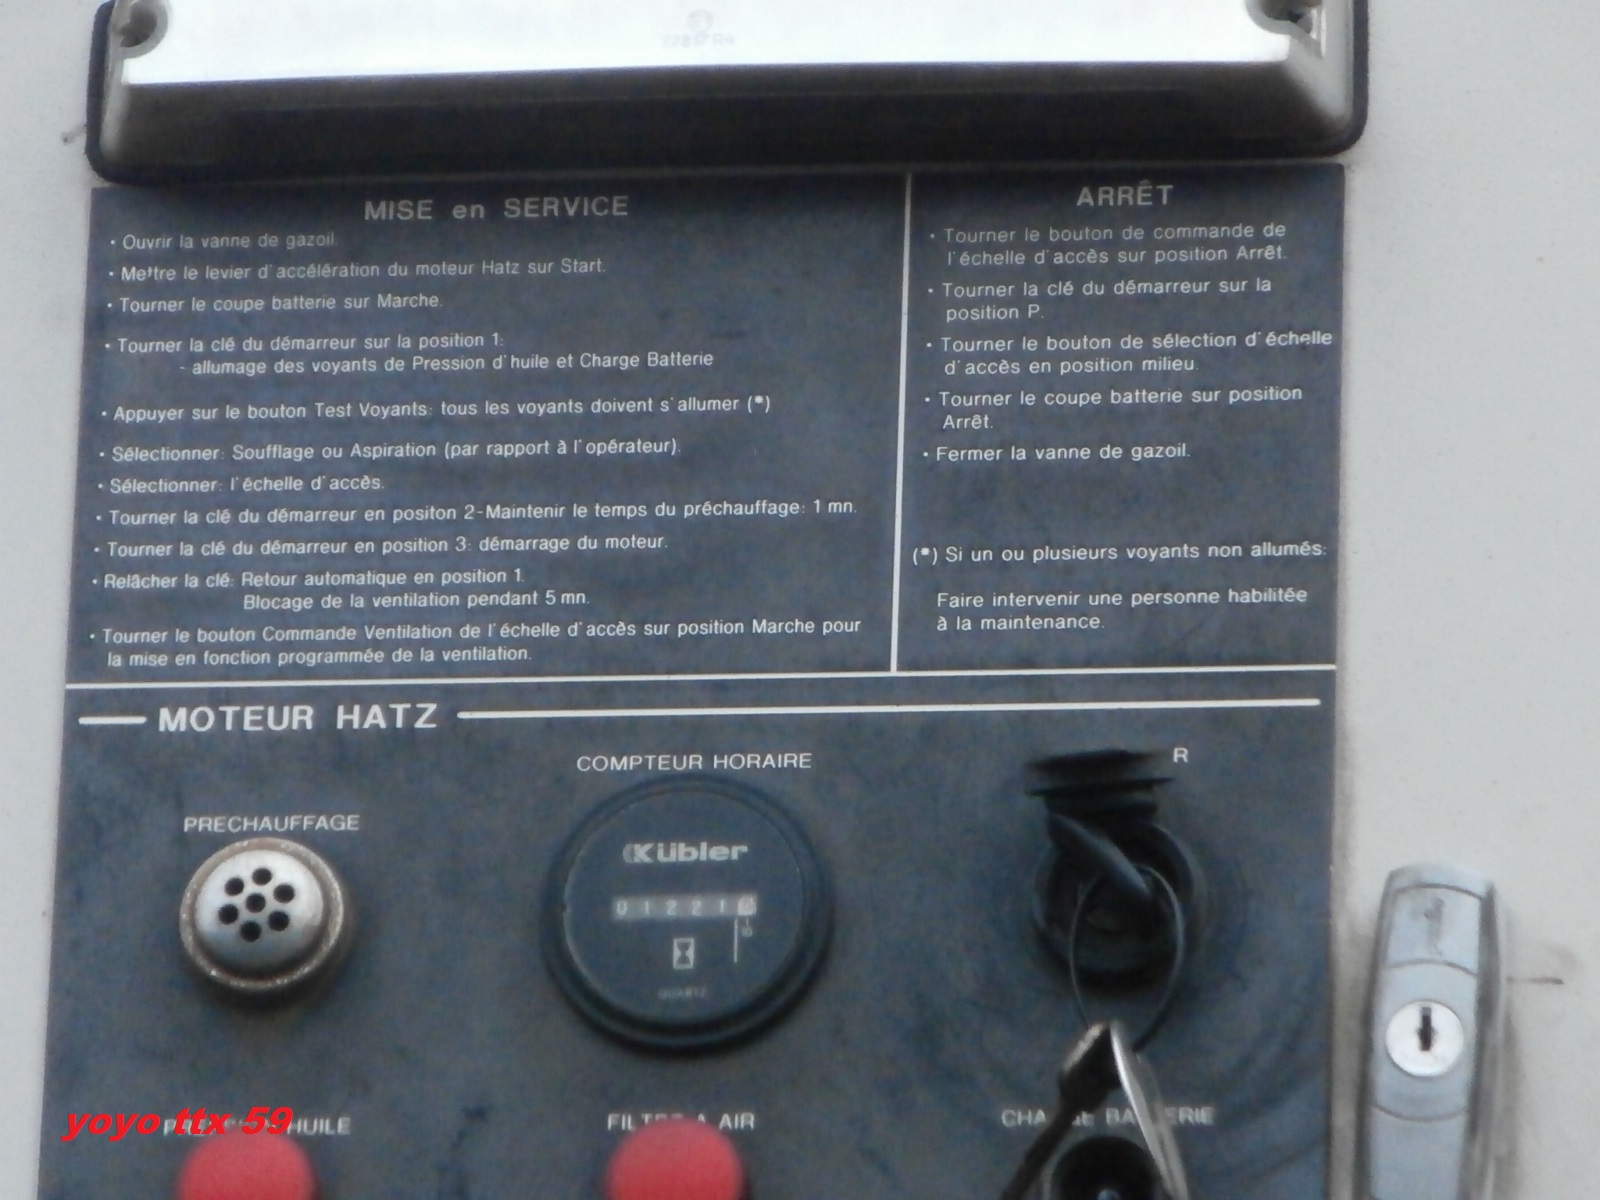 22617 R4
MISE en SERVICE
• Ouvrir la vanne de gazoil.
• Mettre le levier d'accélération du moteur Hatz sur Start.
• Tourner le coupe batterie sur Marche.
• Tourner la clé du démarreur sur la position 1:
- allumage des voyants de Pression d'huile et Charge Batterie
• Appuyer sur le bouton Test Voyants: tous les voyants doivent s'allumer (*)
• Sélectionner: Soufflage ou Aspiration (par rapport à l'opérateur).
• Sélectionner: l'échelle d'accès.
• Tourner la clé du démarreur en positon 2-Maintenir le temps du préchauffage: 1 mn.
• Tourner la clé du démarreur en position 3: démarrage du moteur.
• Relâcher la clé: Retour automatique en position 1.
Blocage de la ventilation pendant 5 mn.
• Tourner le bouton Commande Ventilation de l'échelle d'accès sur position Marche pour
la mise en fonction programmée de la ventilation.
ARRÊT
• Tourner le bouton de commande de
l'échelle d'accès sur position Arrêt.
• Tourner la clé du démarreur sur la
position P.
• Tourner le bouton de sélection d'échelle
d'accès en position milieu.
• Tourner le coupe batterie sur position
Arrêt.
• Fermer la vanne de gazoil.
(*) Si un ou plusieurs voyants non allumés:
Faire intervenir une personne habilitée
à la maintenance.
MOTEUR HATZ
COMPTEUR HORAIRE
R
PRECHAUFFAGE
Kübler
01221
QUARTZ
yoyo ttx 59
HUILE
FILTRE A AIR
CHARGE BATTERIE